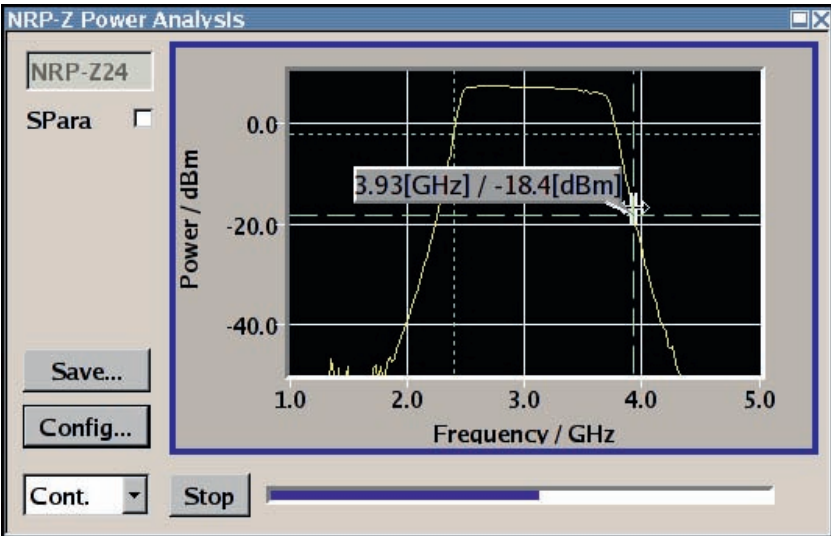 NRP-Z Power Analysis
NRP-Z24
SPara
Power / dBm
0.0
-20.0
-40.0
3.93[GHz] / -18.4[dBm]
1.0 2.0 3.0 4.0 5.0
Frequency / GHz
Save...
Config...
Cont.
Stop